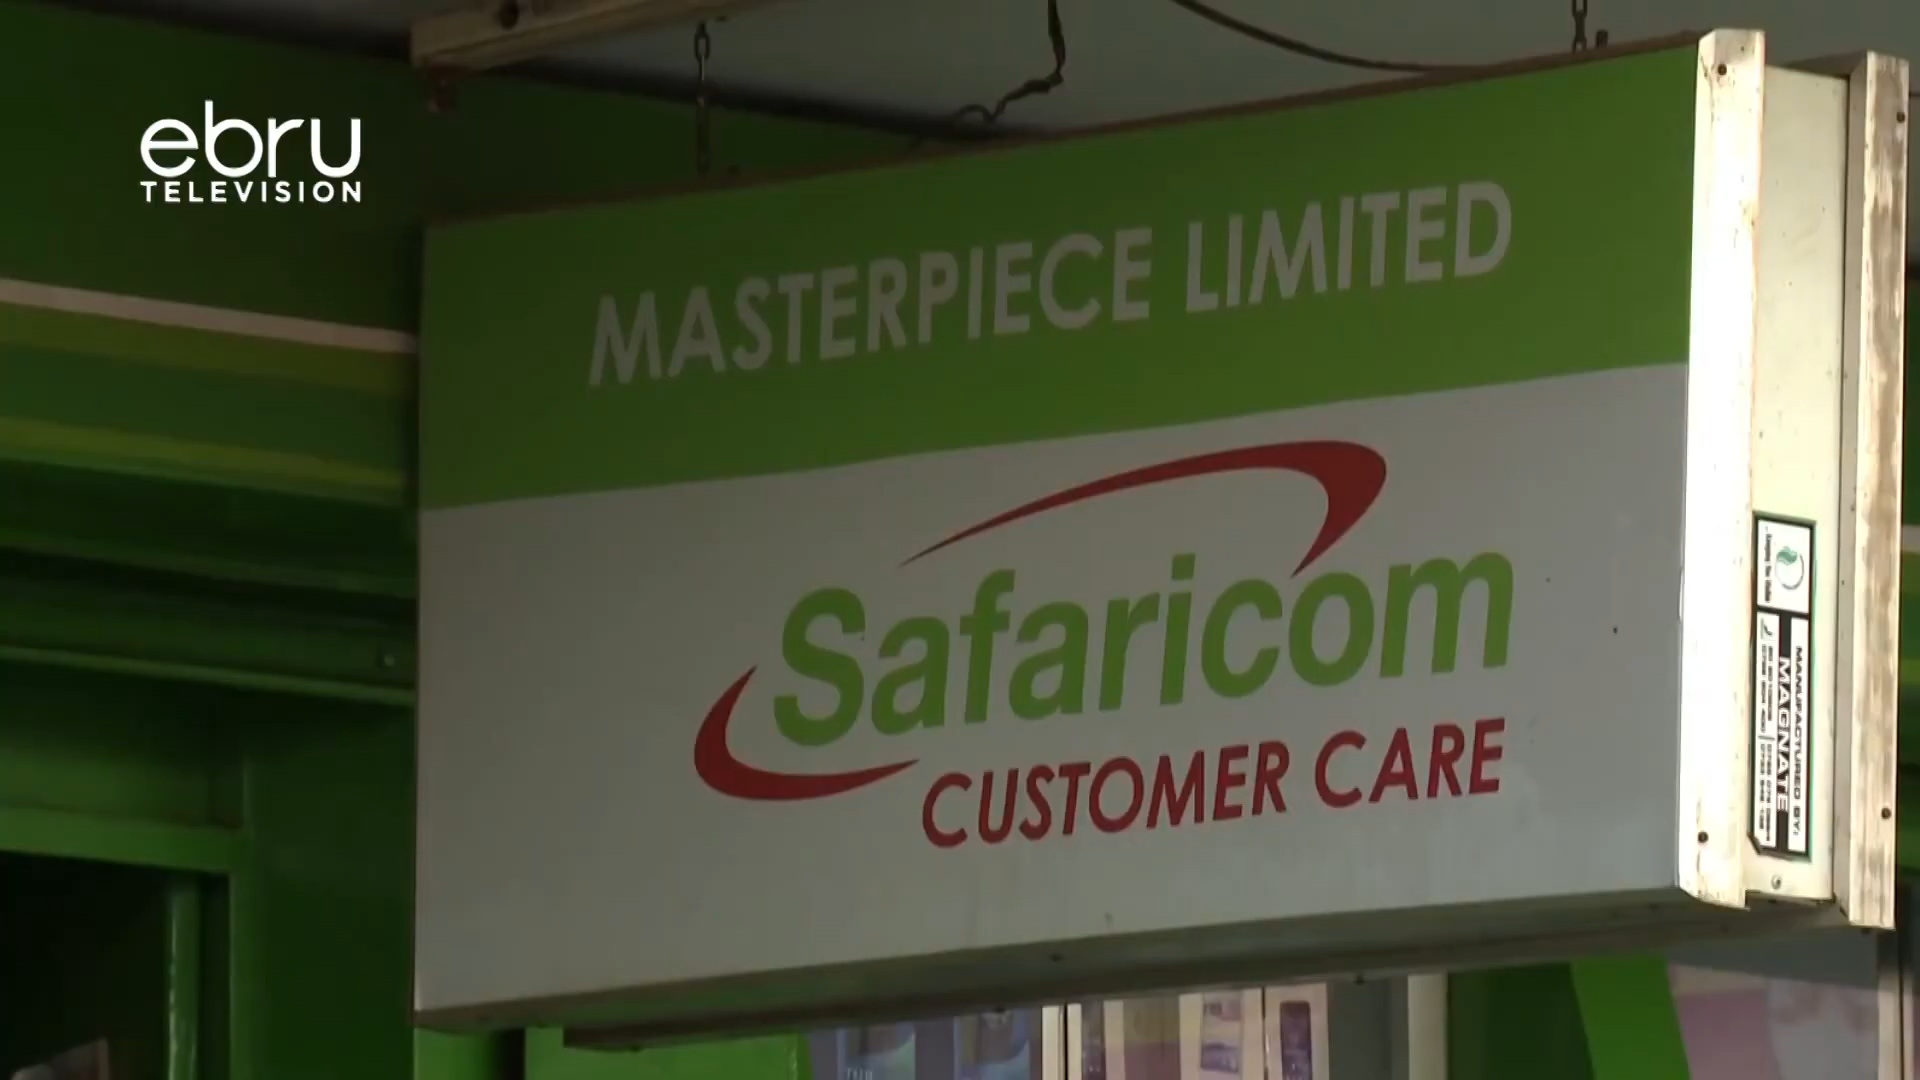 ebru
TELEVISION
MASTERPIECE LIMITED
Safaricom
CUSTOMER CARE
MANUFACTURED BY:
MAGNATE